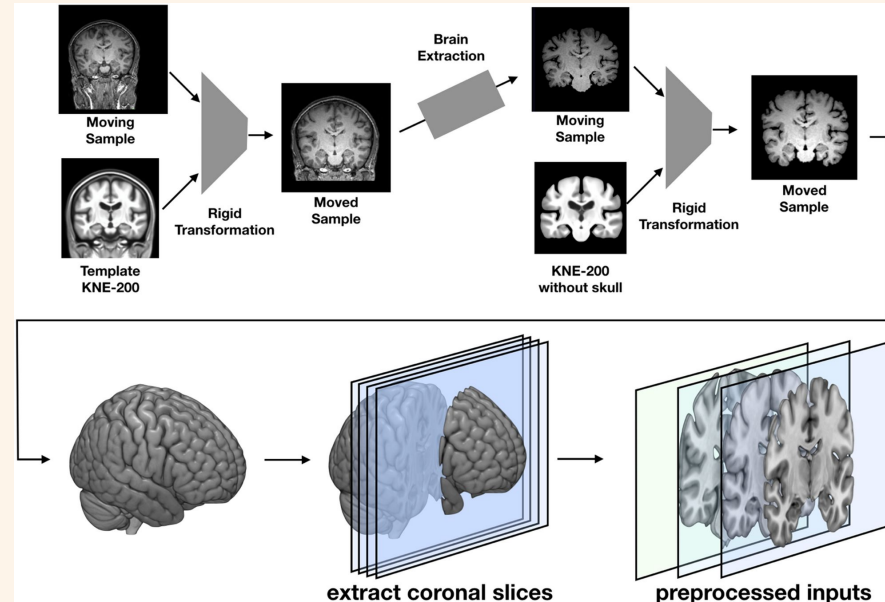 Moving
Sample
Template
KNE-200
Rigid
Transformation
Moved
Sample
Brain
Extraction
Moving
Sample
KNE-200
without skull
Rigid
Transformation
Moved
Sample
extract coronal slices
preprocessed inputs